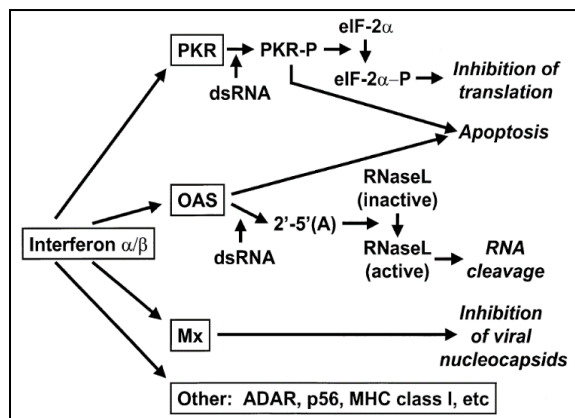 eIF-2α
PKR
PKR-P
eIF-2α–P
Inhibition of
translation
dsRNA
Apoptosis
OAS
RNaseL
(inactive)
2'-5'(A)
Interferon α/β
dsRNA
RNaseL
(active)
RNA
cleavage
Mx
Inhibition
of viral
nucleocapsids
Other: ADAR, p56, MHC class I, etc